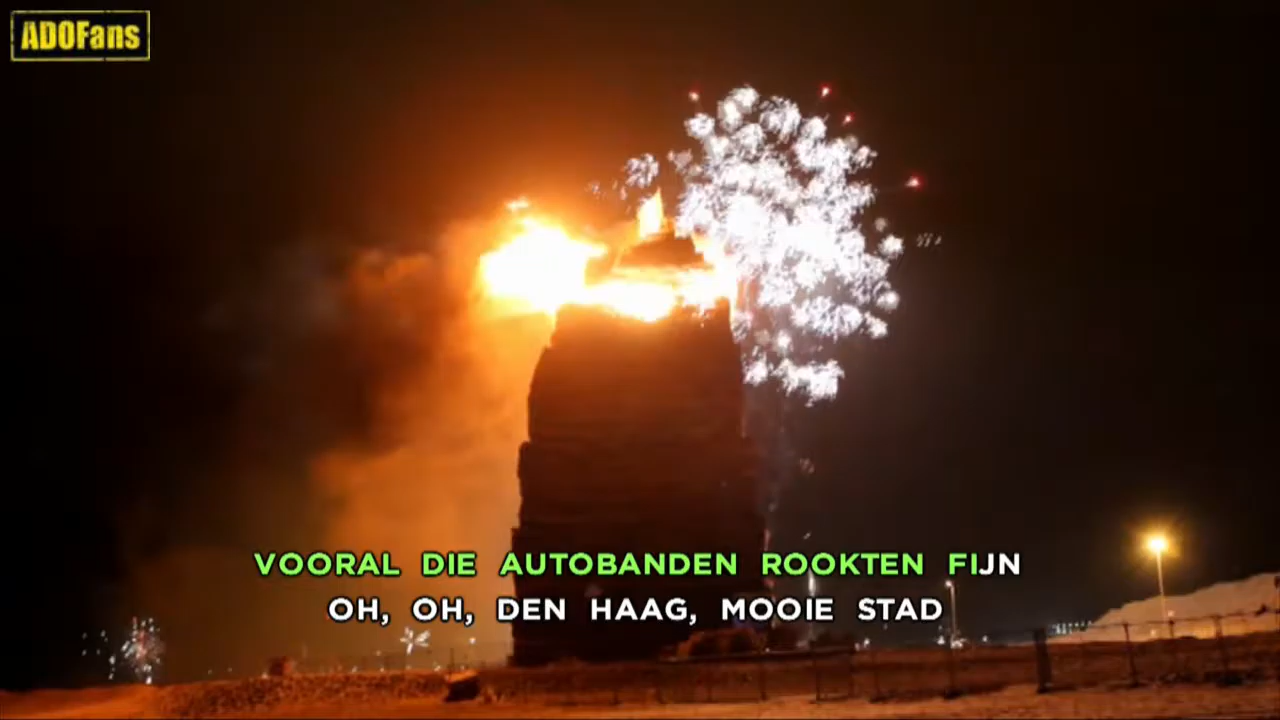 ADOFans
VOORAL DIE AUTOBANDEN ROOKTEN FIJN
OH, OH, DEN HAAG, MOOIE STAD